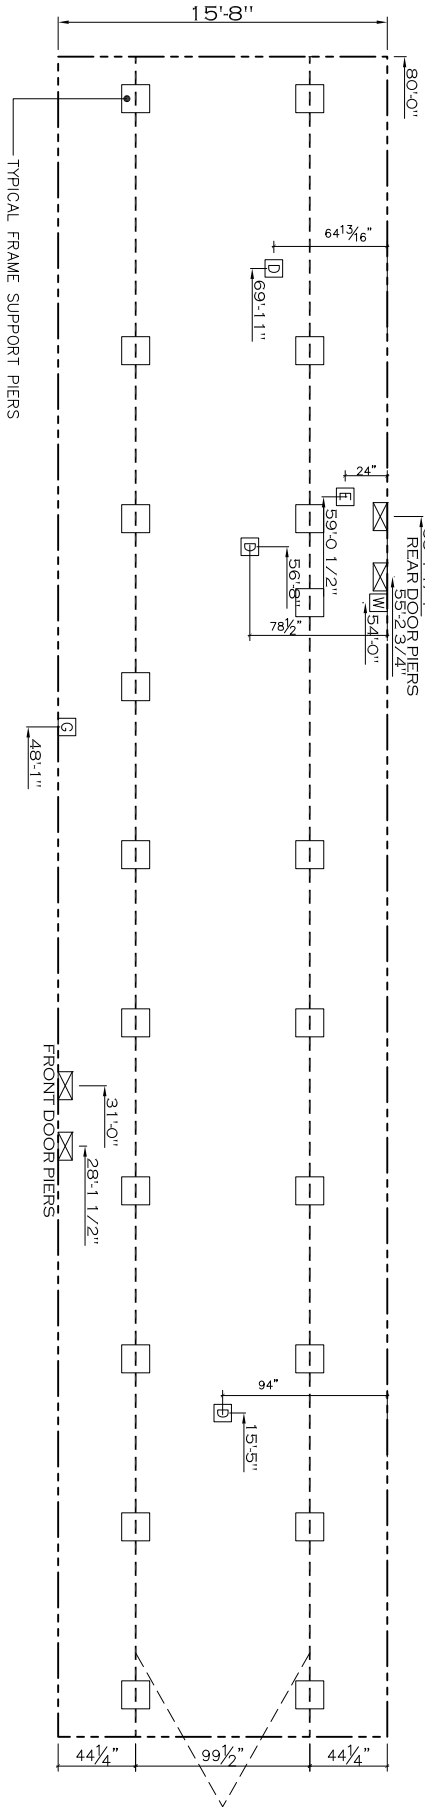 15'-8"
80'-0"
TYPICAL FRAME SUPPORT PIERS
64 13/16"
D
69'-11"
24"
E
59'-0 1/2"
REAR DOOR PIERS
55'-2 3/4"
D
56'-8"
W
54'-0"
78 1/2"
G
48'-1"
31'-0"
FRONT DOOR PIERS
28'-1 1/2"
94"
D
15'-5"
44 1/4"
99 1/2"
44 1/4"